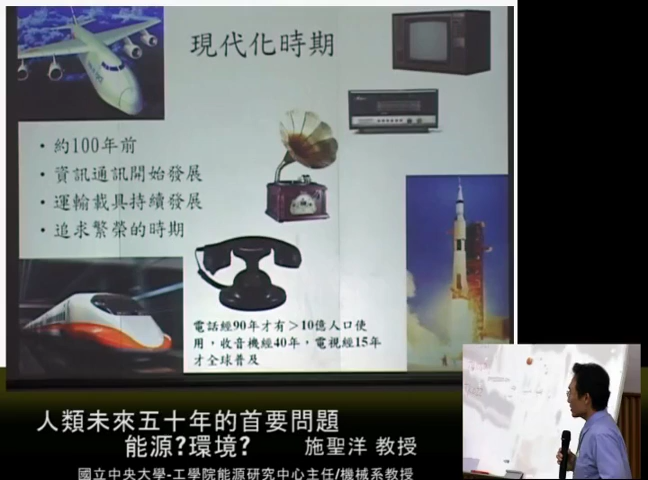 現代化時期
・約100年前
・資訊通訊開始發展
・運輸載具持續發展
・追求繁榮的時期
電話經90年才有>10億人口使
用，收音機經40年，電視經15年
才全球普及
人類未來五十年的首要問題
能源?環境? 施聖洋 教授
國立中央大學-工學院能源研究中心主任/機械系教授